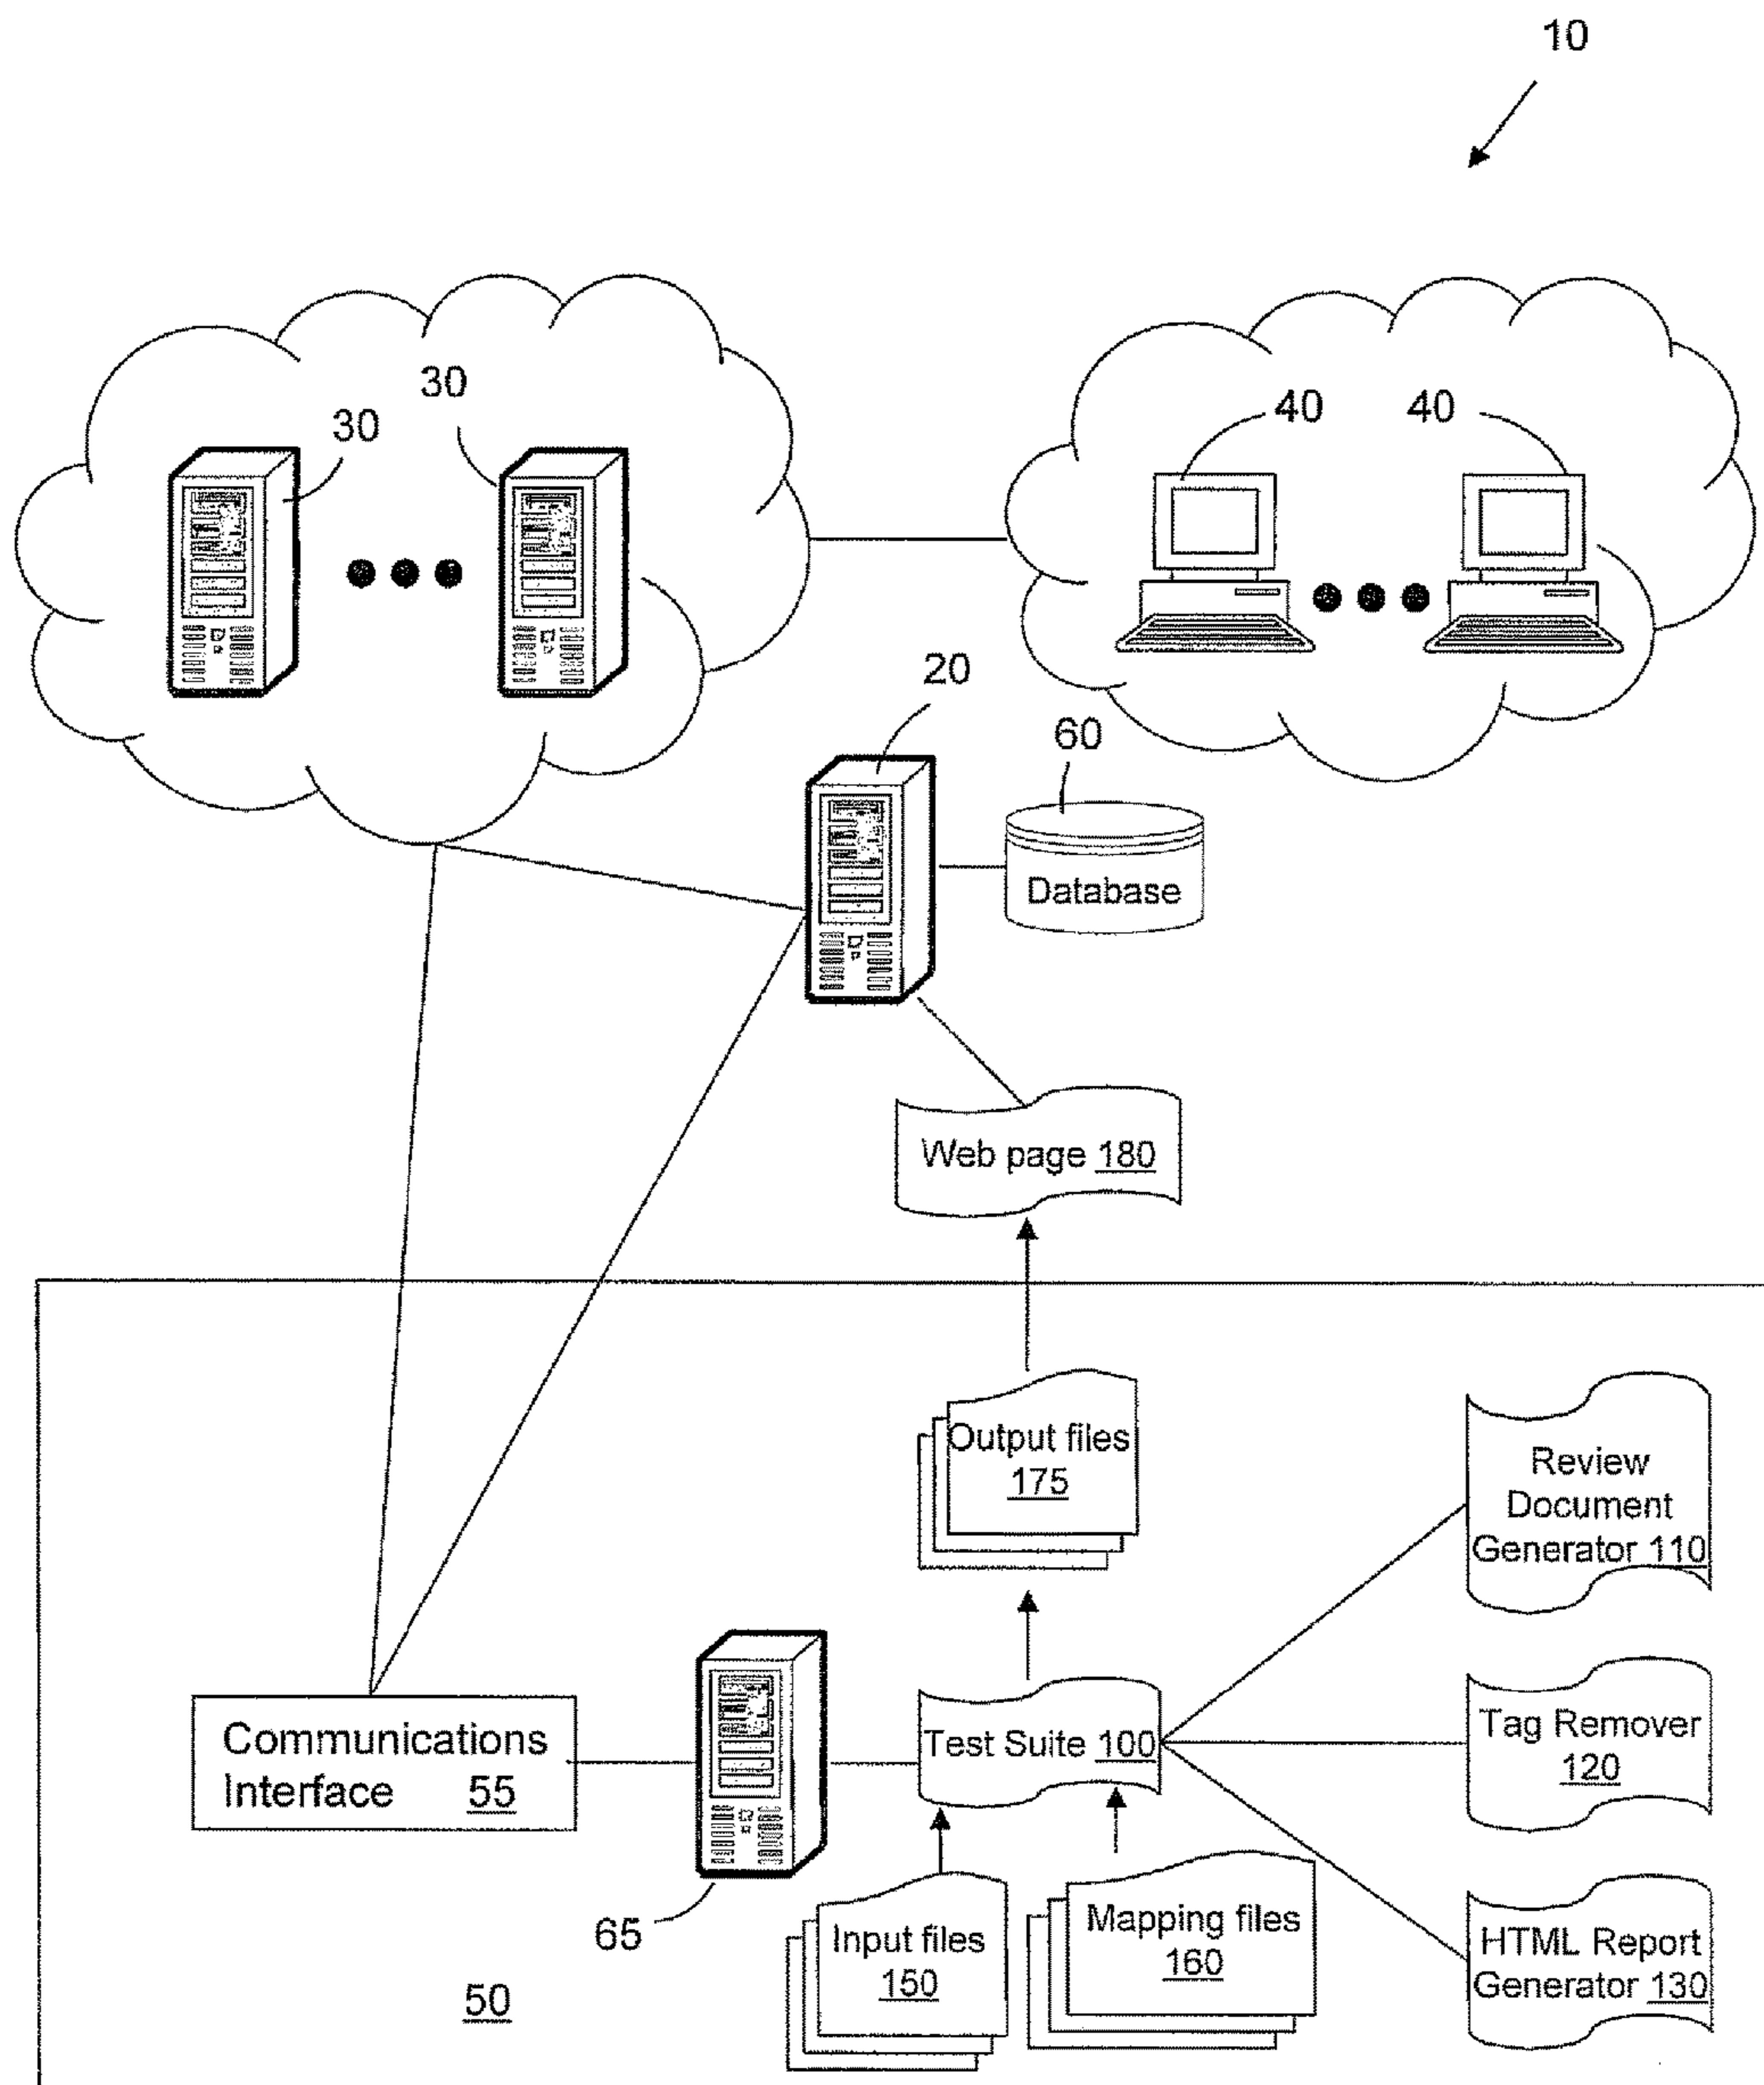 10
30
30
40
40
20
60
Database
Web page 180
Output files
175
Review
Document
Generator 110
Communications
Interface 55
Test Suite 100
Tag Remover
120
65
Input files
150
Mapping files
160
HTML Report
Generator 130
50